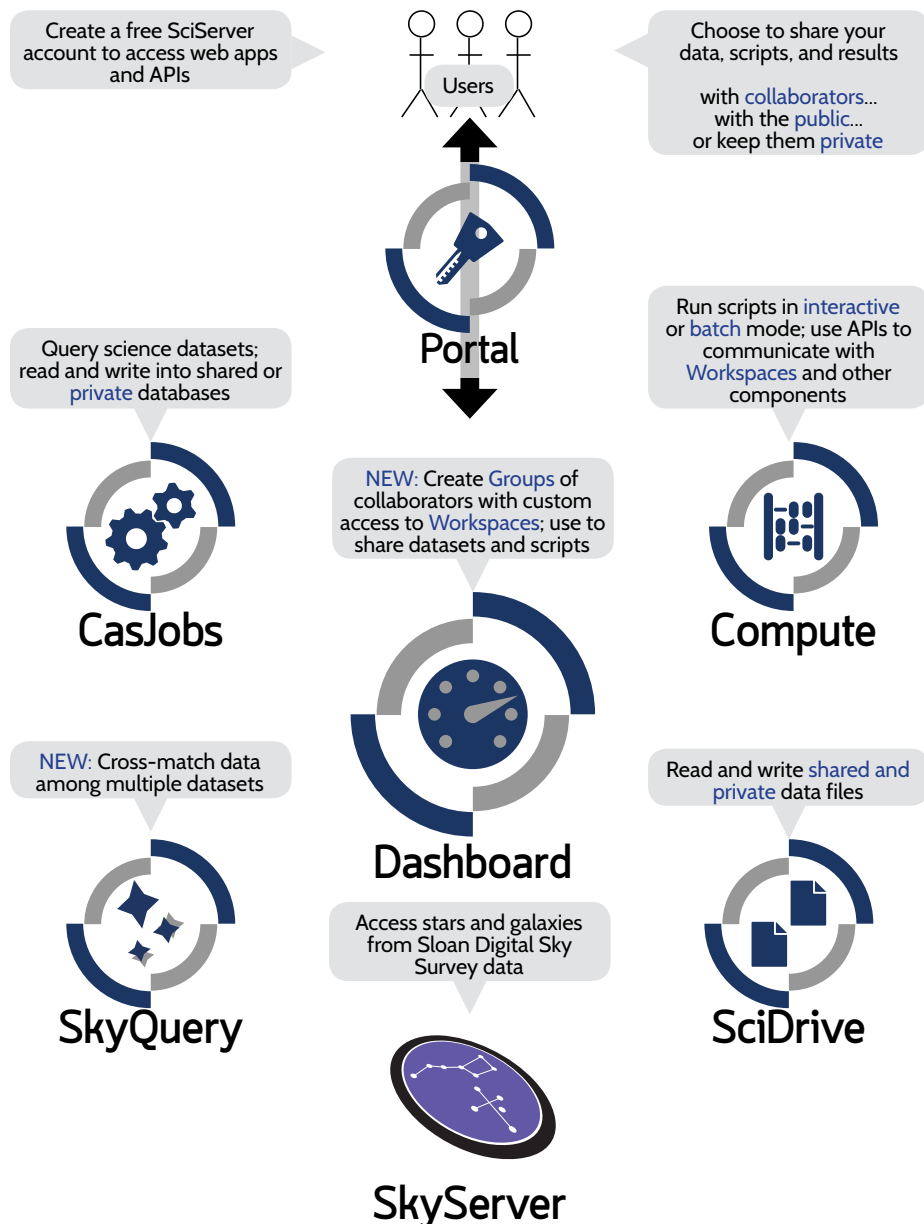 Create a free SciServer
account to access web apps
and APIs
Users
Choose to share your
data, scripts, and results
with collaborators...
with the public...
or keep them private
Portal
Query science datasets;
read and write into shared or
private databases
CasJobs
Run scripts in interactive
or batch mode; use APIs to
communicate with
Workspaces and other
components
Compute
NEW: Create Groups of
collaborators with custom
access to Workspaces; use to
share datasets and scripts
Dashboard
NEW: Cross-match data
among multiple datasets
SkyQuery
Read and write shared and
private data files
SciDrive
Access stars and galaxies
from Sloan Digital Sky
Survey data
SkyServer